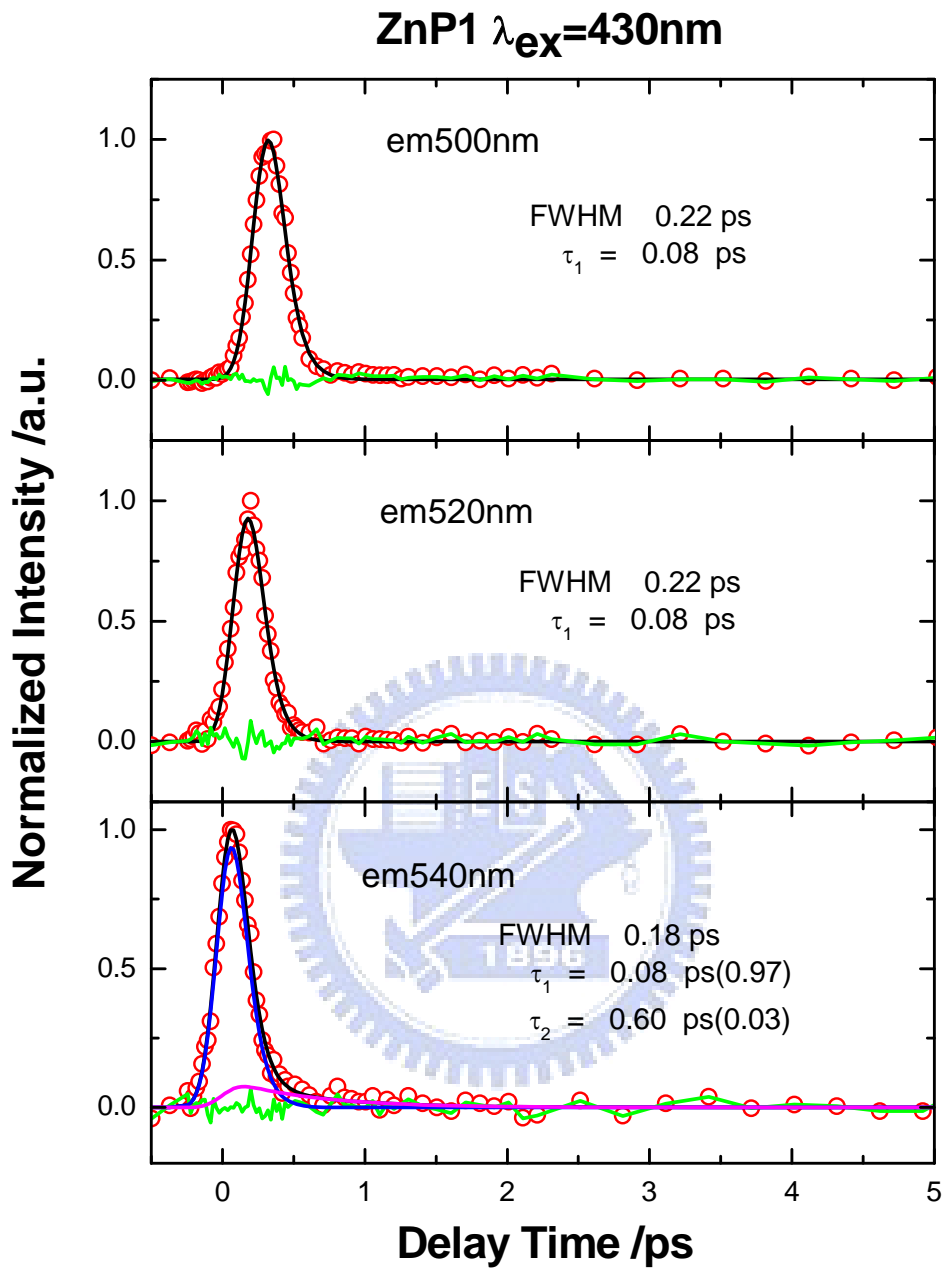 ZnP1 λex=430nm
Normalized Intensity /a.u.
1.0
em500nm
FWHM 0.22 ps
τ1 = 0.08 ps
0.5
0.0
1.0
em520nm
FWHM 0.22 ps
τ1 = 0.08 ps
0.5
0.0
1.0
em540nm
ES
FWHM 0.18 ps
1896
τ1 = 0.08 ps(0.97)
τ2 = 0.60 ps(0.03)
0.5
0.0
0 1 2 3 4 5
Delay Time /ps